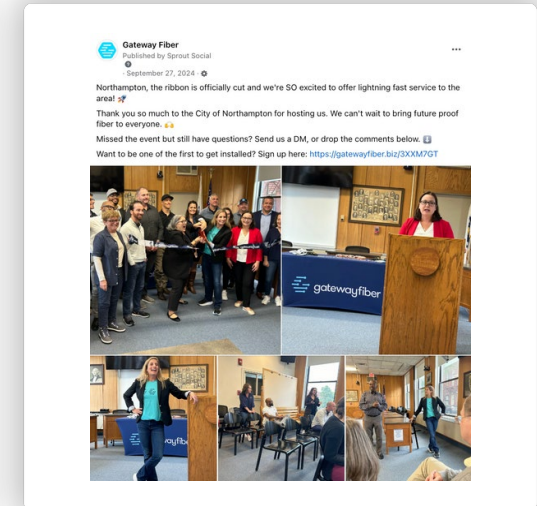 Gateway Fiber
Published by Sprout Social
· September 27, 2024 ·
Northampton, the ribbon is officially cut and we're SO excited to offer lightning fast service to the
area! 🚀
Thank you so much to the City of Northampton for hosting us. We can't wait to bring future proof
fiber to everyone. 🙌
Missed the event but still have questions? Send us a DM, or drop the comments below. ⬇️
Want to be one of the first to get installed? Sign up here: https://gatewayfiber.biz/3XXM7GT
gatewayfiber
wayfib